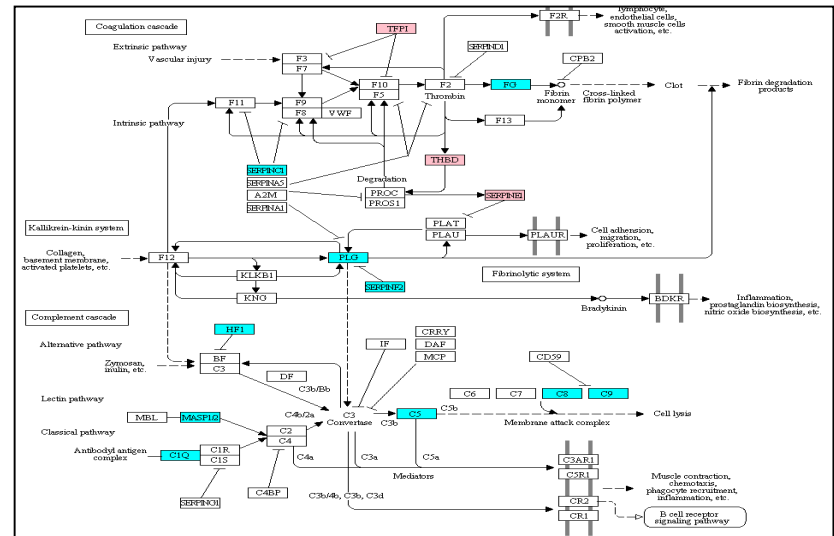 lymphocyte,
endothelial cells,
smooth muscle cells
activation, etc.
F2R
Coagulation cascade
TFPI
Extrinsic pathway
SERPIND1
CPB2
Vascular injury
F3
F7
F10
F5
F2
Thrombin
FG
Fibrin
monomer
Cross-linked
fibrin polymer
Clot
Fibrin degradation
products
F11
F9
F8
VWF
F13
Intrinsic pathway
THBD
SERPINC1
SERPINA5
A2M
SERPINA1
Degradation
PROC
PROS1
SERPINE1
PLAT
PLAU
PLAUR
Cell adhesion,
migration,
proliferation, etc.
Kallikrein-kinin system
Collagen,
basement membrane,
activated platelets, etc.
F12
PLG
KLKB1
Fibrinolytic system
SERPINF2
KNG
Bradykinin
BDKR
Inflammation,
prostaglandin biosynthesis,
nitric oxide biosynthesis, etc.
Complement cascade
HF1
Alternative pathway
Zymosan,
inulin, etc.
BF
C3
DF
C3b/Bb
IF
CRRY
DAF
MCP
CD59
Lectin pathway
MBL
MASP1/2
C4b/2a
C3
Convertase
C3b
C5
C5b
C6
C7
C8
C9
Membrane attack complex
Cell lysis
Classical pathway
C2
C4
Antibodyl antigen
complex
C1Q
C1R
C1S
C4a
C3a
C5a
Mediators
SERPING1
C4BP
C3b/4b, C3b, C3d
C3AR1
C5R1
CR2
CR1
Muscle contraction,
chemotaxis,
phagocyte recruitment,
inflammation, etc.
B cell receptor
signaling pathway